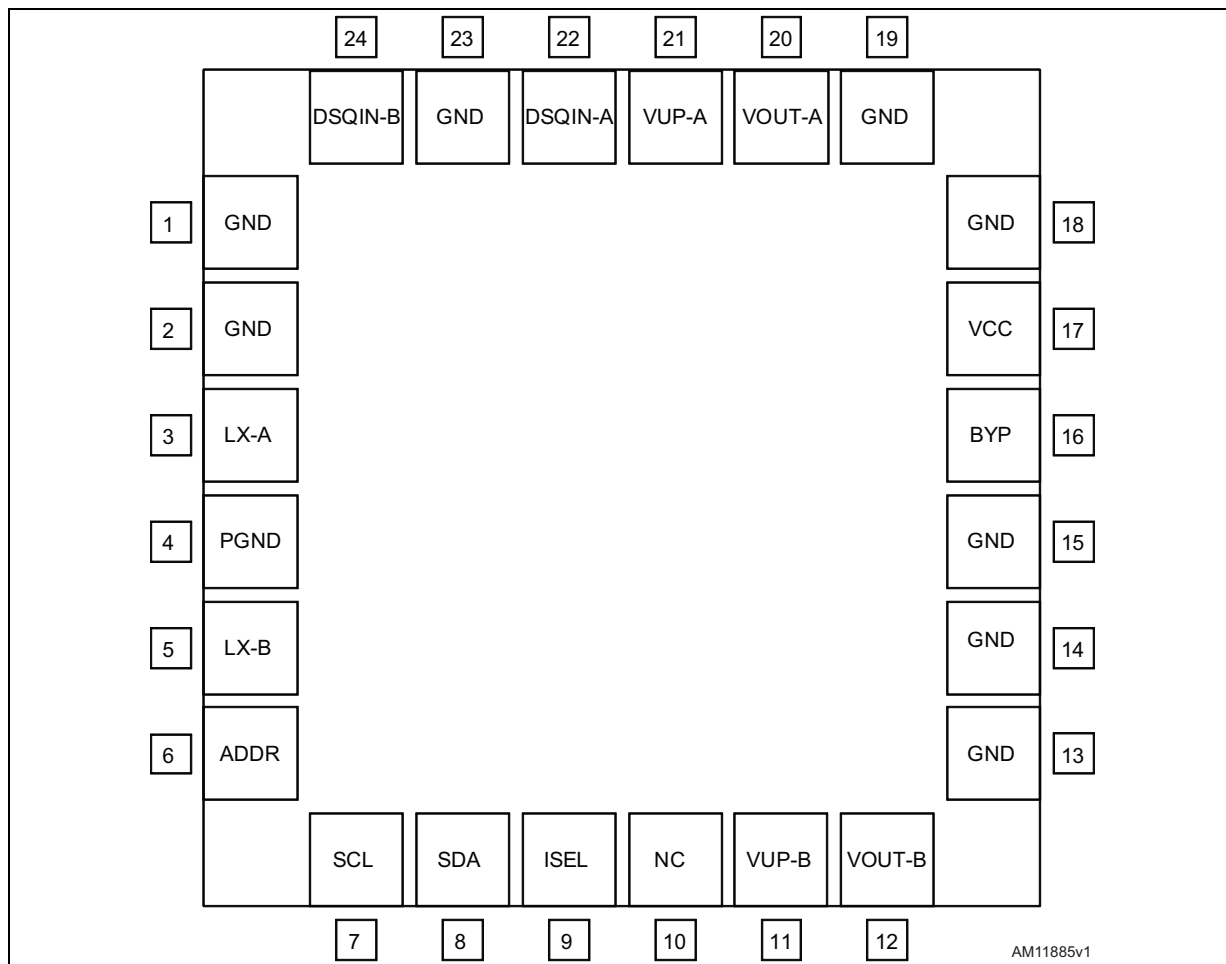 24 23 22 21 20 19
DSQIN-B GND DSQIN-A VUP-A VOUT-A GND
1 GND GND 18
2 GND VCC 17
3 LX-A BYP 16
4 PGND GND 15
5 LX-B GND 14
6 ADDR GND 13
SCL SDA ISEL NC VUP-B VOUT-B
7 8 9 10 11 12
AM11885v1